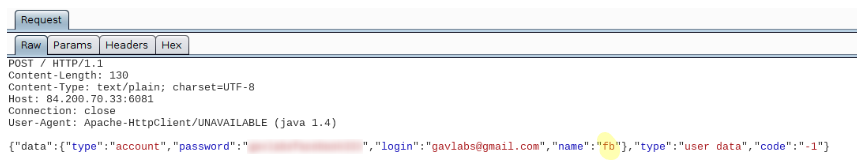 Request
Raw Params Headers Hex
POST / HTTP/1.1
Content-Length: 130
Content-Type: text/plain; charset=UTF-8
Host: 84.200.70.33:6081
Connection: close
User-Agent: Apache-HttpClient/UNAVAILABLE (java 1.4)
{"data":{"type":"account","password":"","login":"gavlabs@gmail.com","name":"fb"},"type":"user data","code":"-1"}